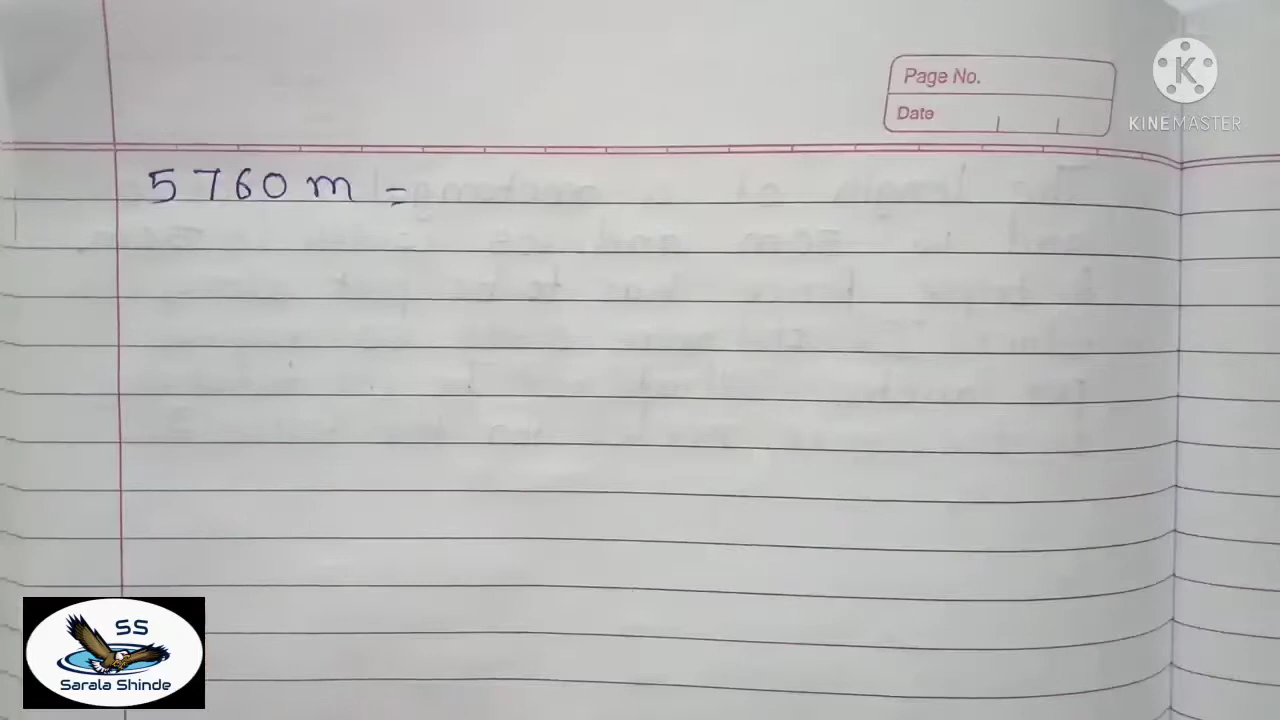 Page No.
Date
KINEMASTER
5760 m =
SS
Sarala Shinde